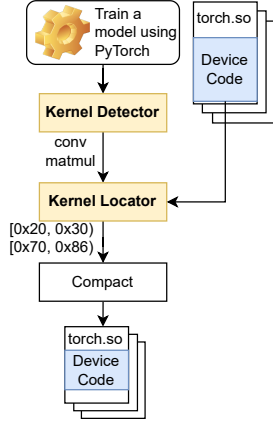 Train a
model using
PyTorch
torch.so
Device
Code
Kernel Detector
conv
matmul
Kernel Locator
[0x20, 0x30)
[0x70, 0x86)
Compact
torch.so
Device
Code